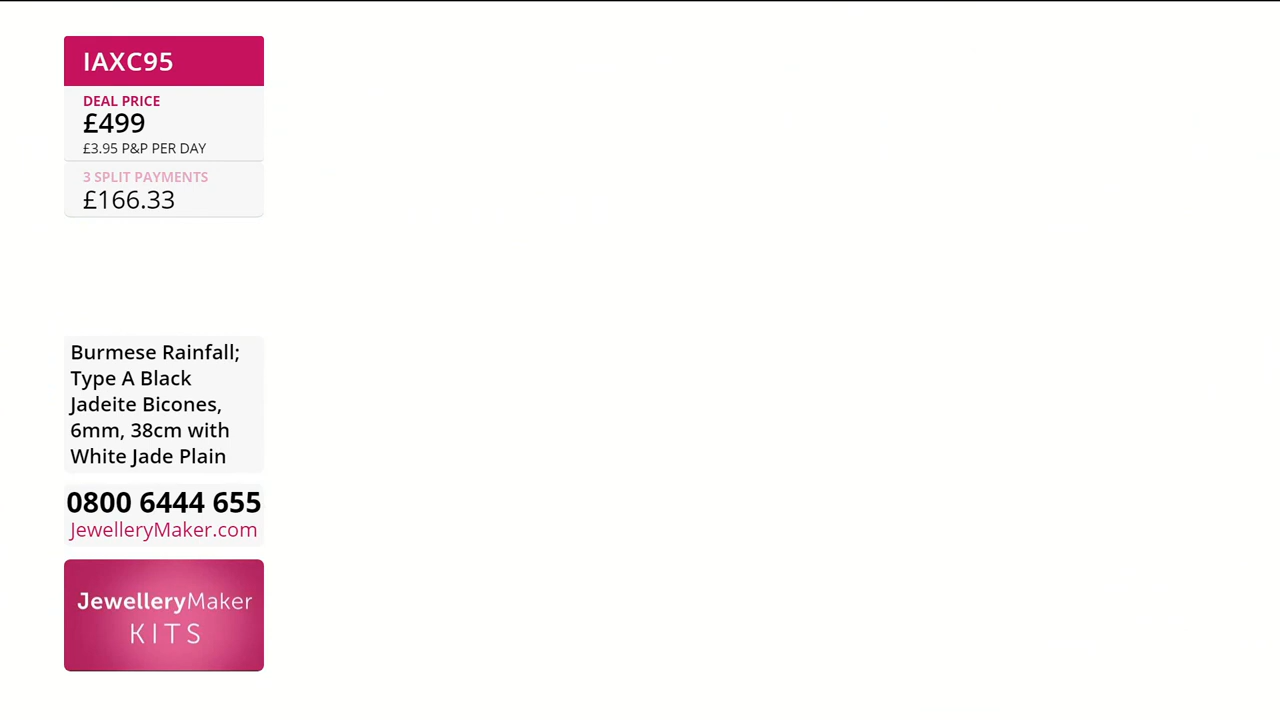 IAXC95
DEAL PRICE
£499
£3.95 P&P PER DAY
3 SPLIT PAYMENTS
£166.33
Burmese Rainfall;
Type A Black
Jadeite Bicones,
6mm, 38cm with
White Jade Plain
0800 6444 655
JewelleryMaker.com
JewelleryMaker
KITS